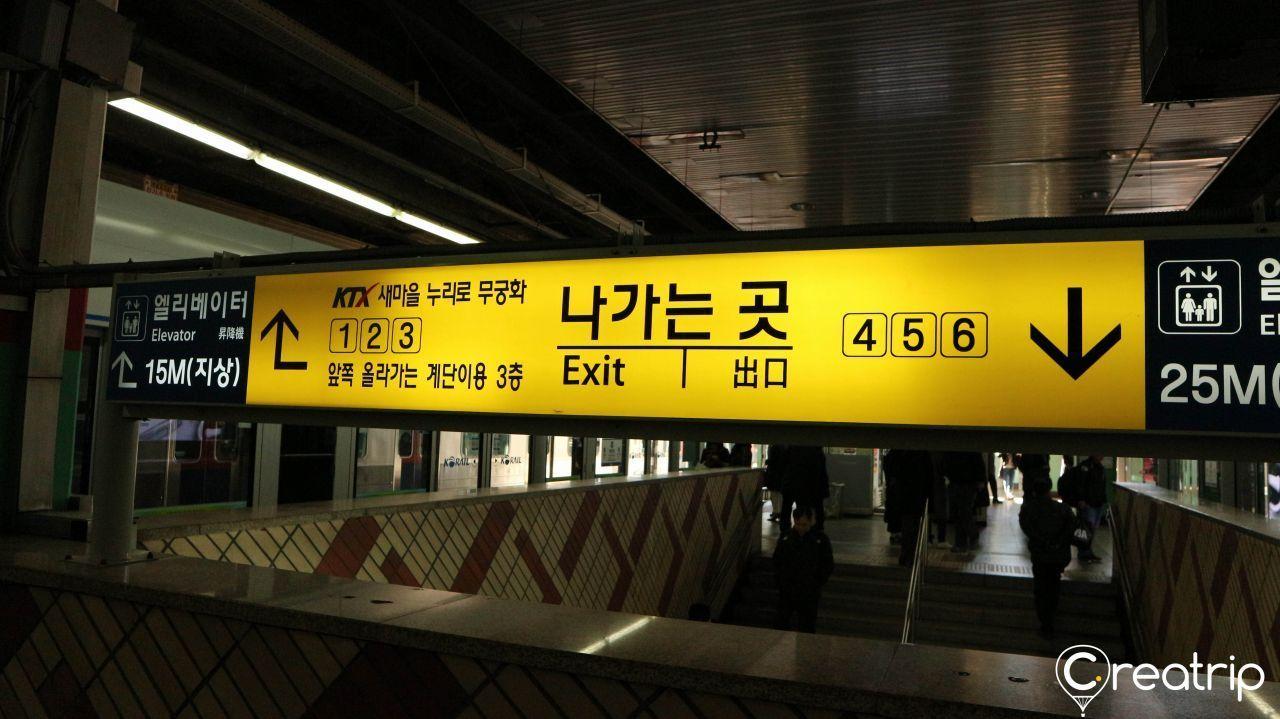 엘리베이터
Elevator 昇降機
15M(지상)
KTX 새마을 누리로 무궁화
1 2 3
앞쪽 올라가는 계단이용 3층
나가는 곳
Exit 出口
4 5 6
25M(
KORAIL KORAIL
Creatrip